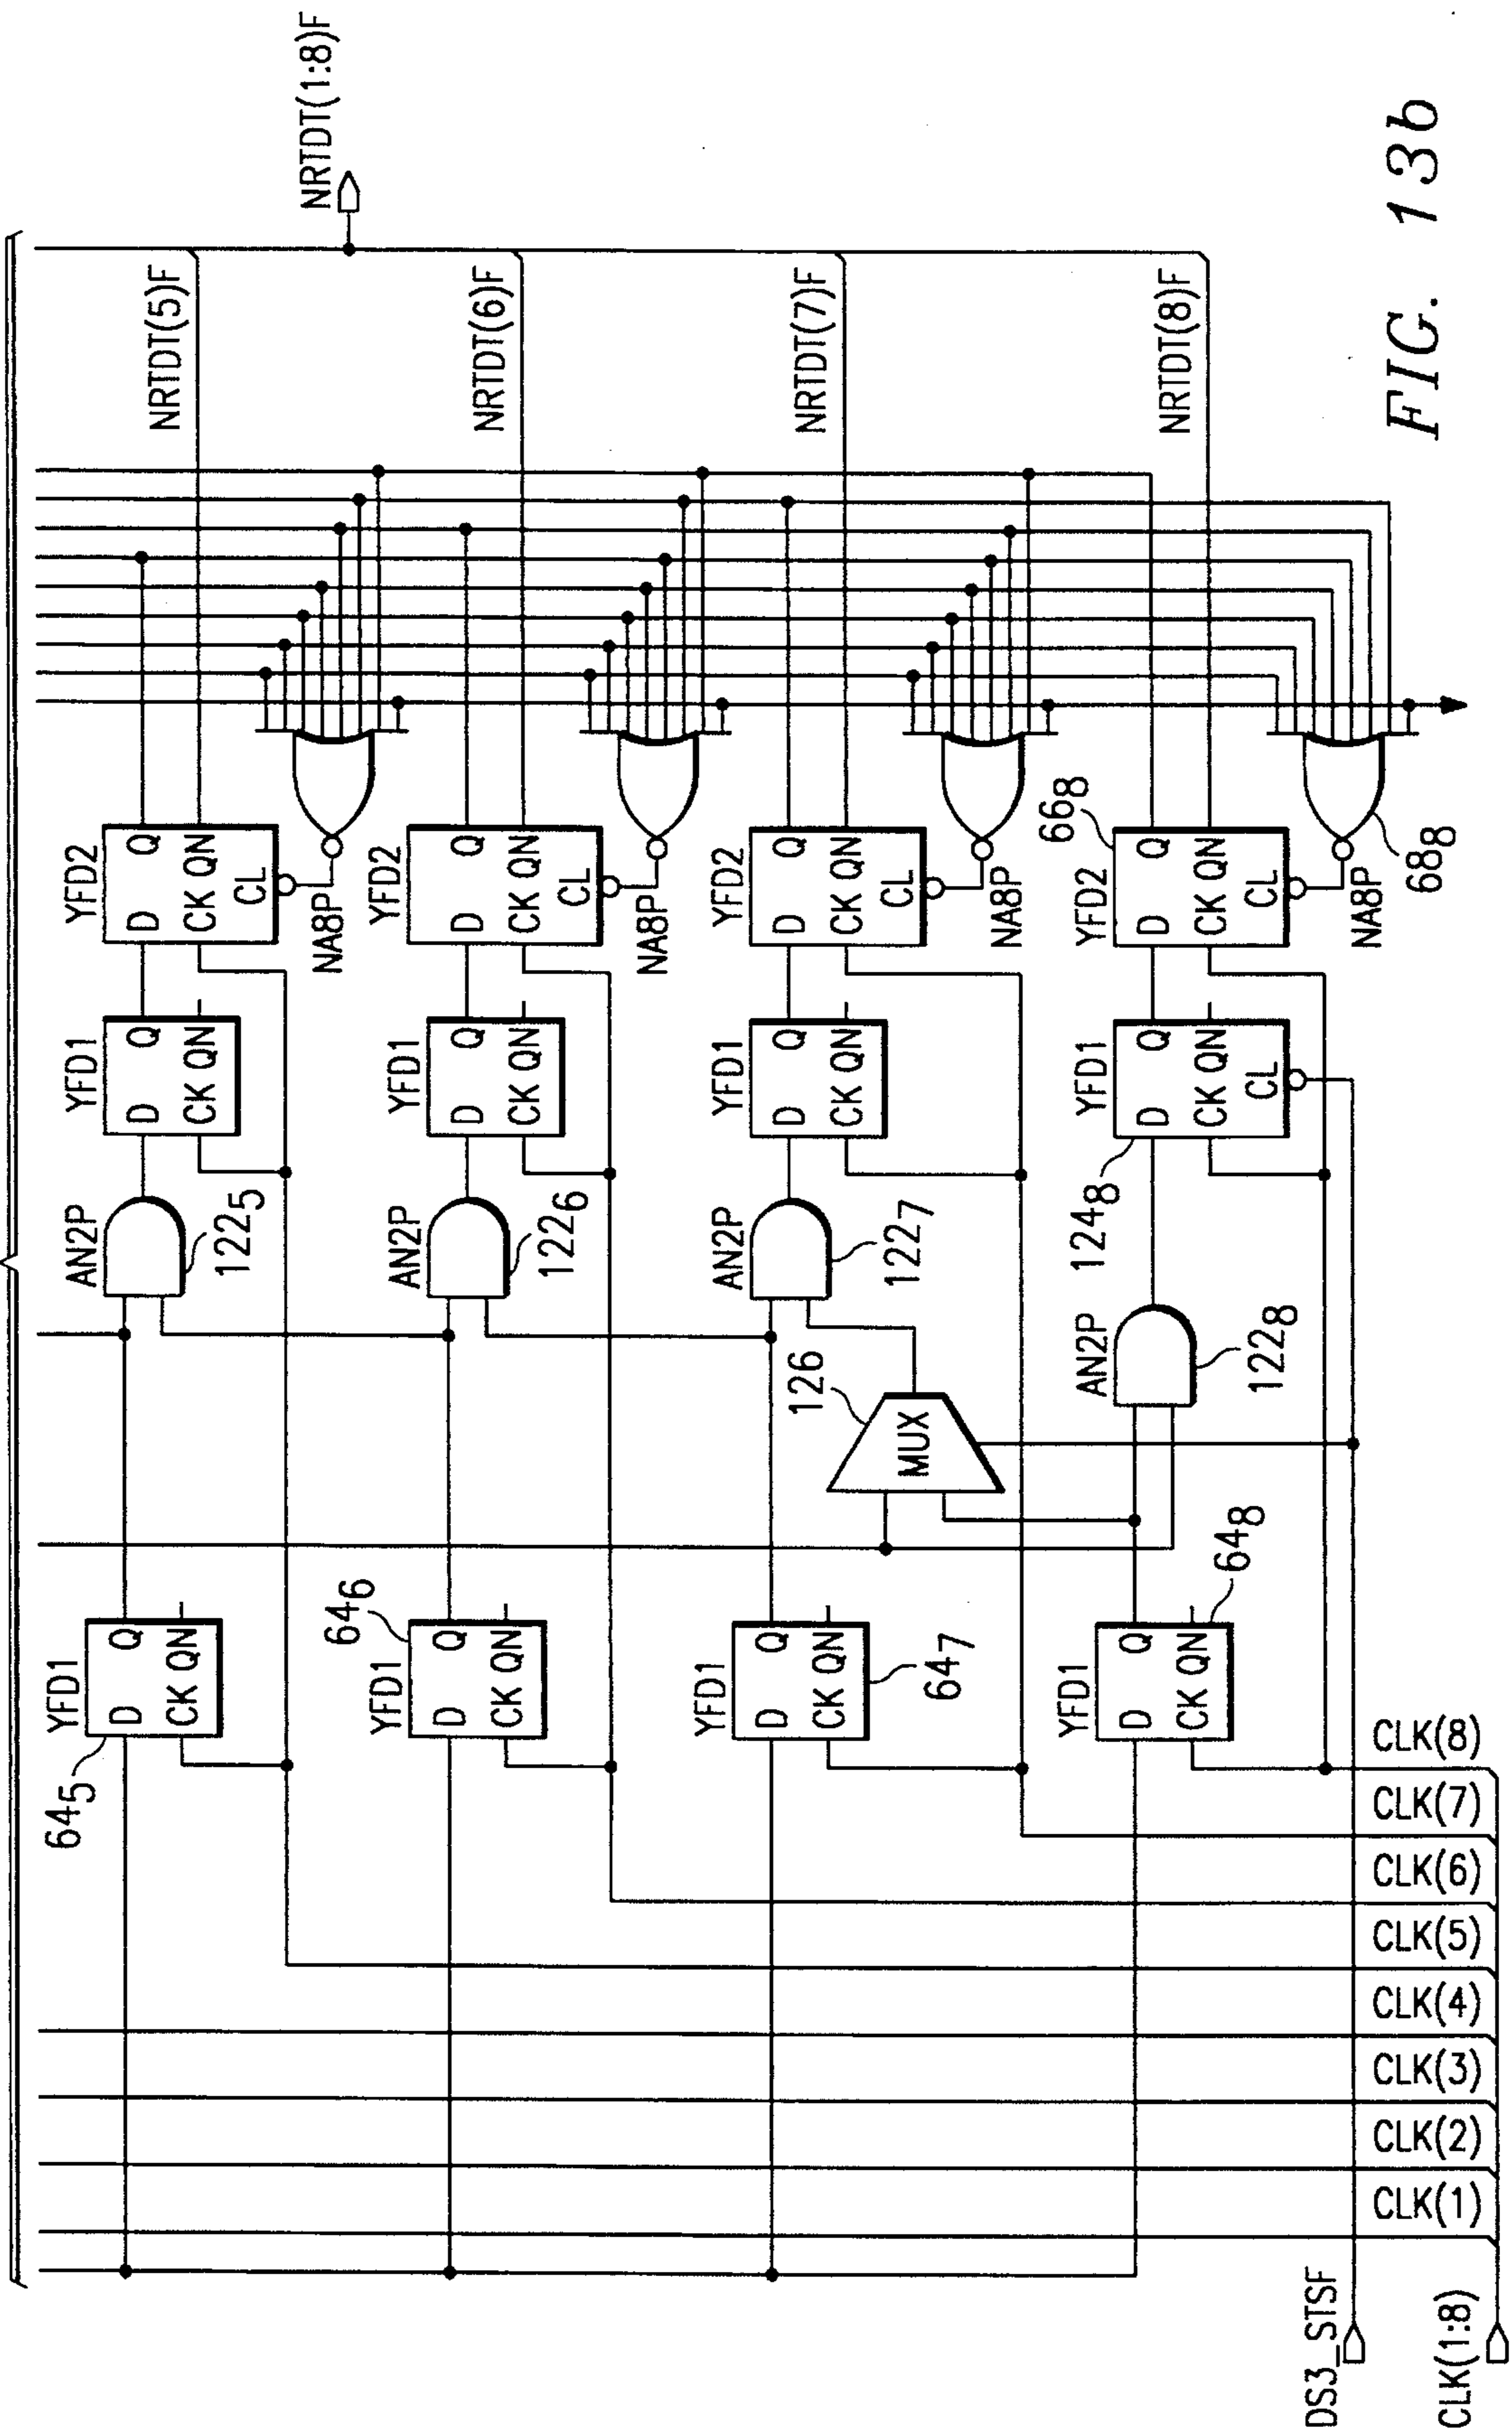 NRTDT(1:8)F
NRTDT(5)F
NRTDT(6)F
NRTDT(7)F
NRTDT(8)F
YFD1
D Q
CK QN
64₅
AN2P
122₅
YFD1
D Q
CK QN
YFD2
D Q
CK QN
CL
NA8P
YFD1
D Q
CK QN
64₆
AN2P
122₆
YFD1
D Q
CK QN
YFD2
D Q
CK QN
CL
NA8P
YFD1
D Q
CK QN
64₇
MUX
126
AN2P
122₇
YFD1
D Q
CK QN
YFD2
D Q
CK QN
CL
NA8P
YFD1
D Q
CK QN
64₈
AN2P
122₈
YFD1
D Q
CK QN
CL
124₈
YFD2
D Q
CK QN
CL
66₈
NA8P
68₈
CLK(1)
CLK(2)
CLK(3)
CLK(4)
CLK(5)
CLK(6)
CLK(7)
CLK(8)
DS3_STSF
CLK(1:8)
FIG. 13b